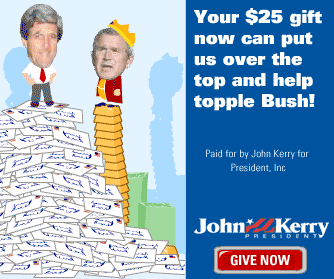 Your $25 gift
now can put
us over the
top and help
topple Bush!
Paid for by John Kerry for
President, Inc
John Kerry
PRESIDENT
GIVE NOW